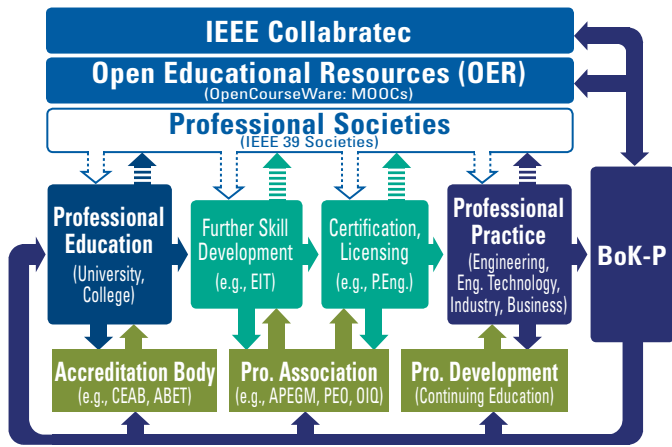 IEEE Collabratec
Open Educational Resources (OER)
(OpenCourseWare: MOOCs)
Professional Societies
(IEEE 39 Societies)
Professional
Education
(University,
College)
Further Skill
Development
(e.g., EIT)
Certification,
Licensing
(e.g., P.Eng.)
Professional
Practice
(Engineering,
Eng. Technology,
Industry, Business)
BoK-P
Accreditation Body
(e.g., CEAB, ABET)
Pro. Association
(e.g., APEGM, PEO, OIQ)
Pro. Development
(Continuing Education)